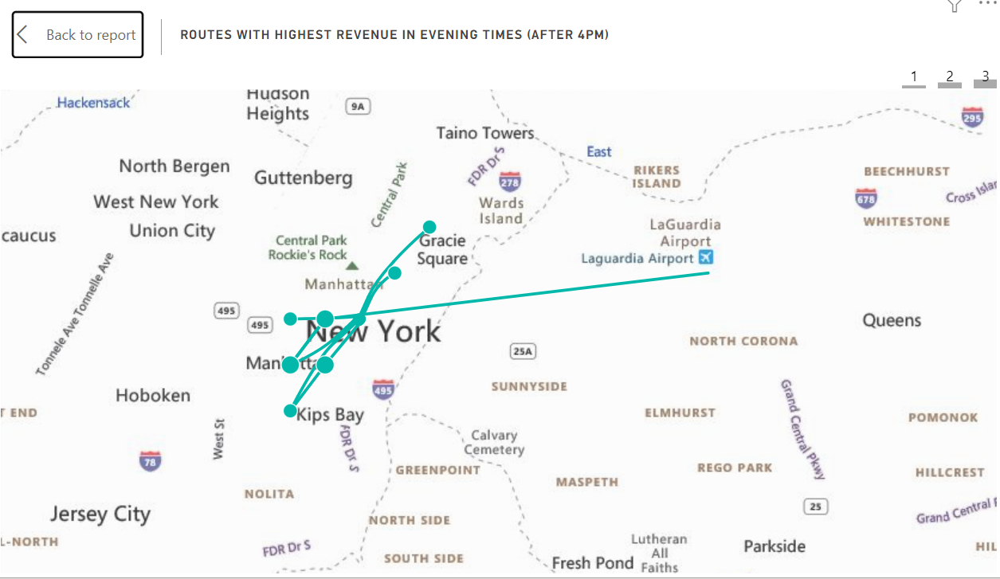 Back to report
ROUTES WITH HIGHEST REVENUE IN EVENING TIMES (AFTER 4PM)
1 2 3
Hackensack
Hudson
Heights
9A
Taino Towers
295
East
FDR Dr S
278
North Bergen
Guttenberg
Central Park
RIKERS
ISLAND
BEECHHURST
678
Cross Islan
West New York
Wards
Island
WHITESTONE
caucus
Union City
LaGuardia
Airport
Central Park
Rockie's Rock
Gracie
Square
Laguardia Airport
Manhattan
Tonnele Ave Tonnelle Ave
495
495
New York
Queens
NORTH CORONA
25A
495
SUNNYSIDE
Hoboken
T END
Kips Bay
ELMHURST
Grand Central Pkwy
POMONOK
West St
FDR Dr S
Calvary
Cemetery
78
GREENPOINT
REGO PARK
HILLCREST
MASPETH
NOLITA
25
Jersey City
NORTH SIDE
Grand Central P
L-NORTH
FDR Dr S
SOUTH SIDE
Lutheran
All
Faiths
Fresh Pond
Parkside
HIL